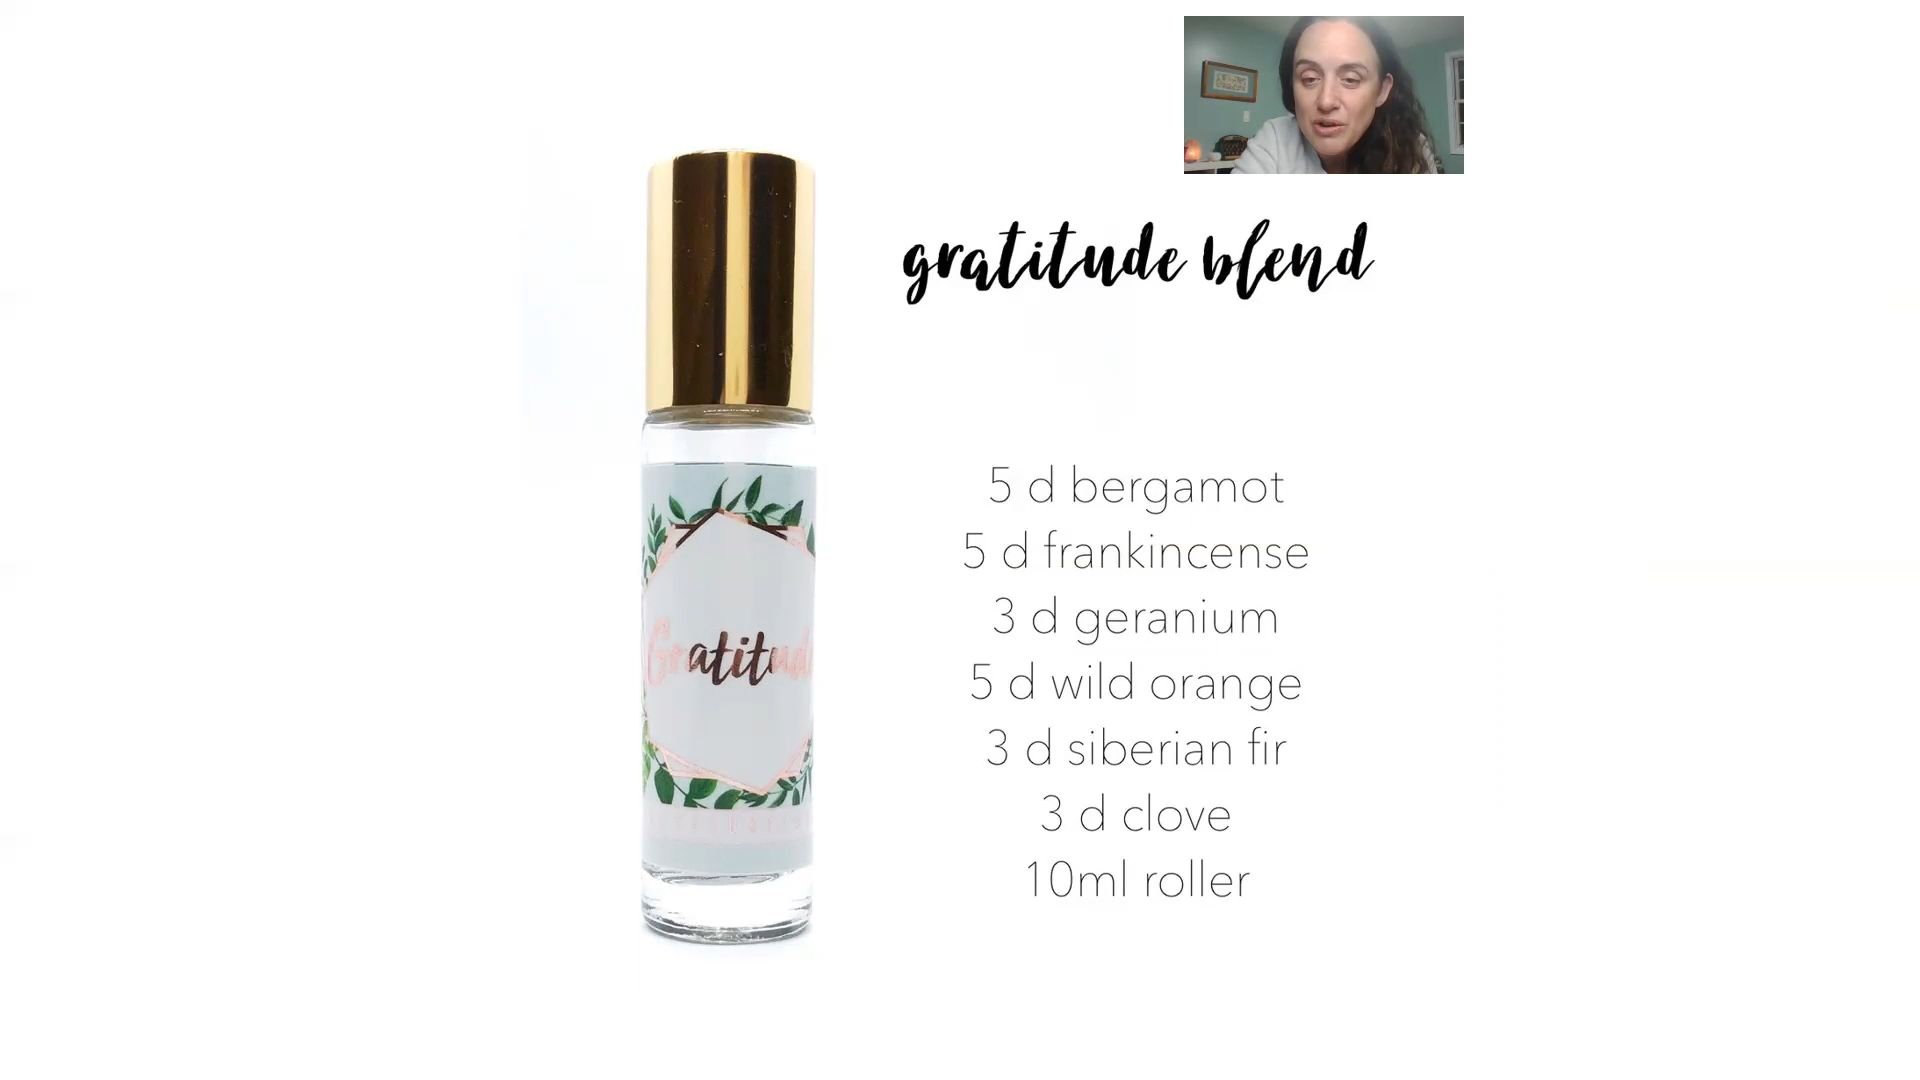 gratitude blend
5 d bergamot
5 d frankincense
3 d geranium
5 d wild orange
3 d siberian fir
3 d clove
10ml roller
Gratitude